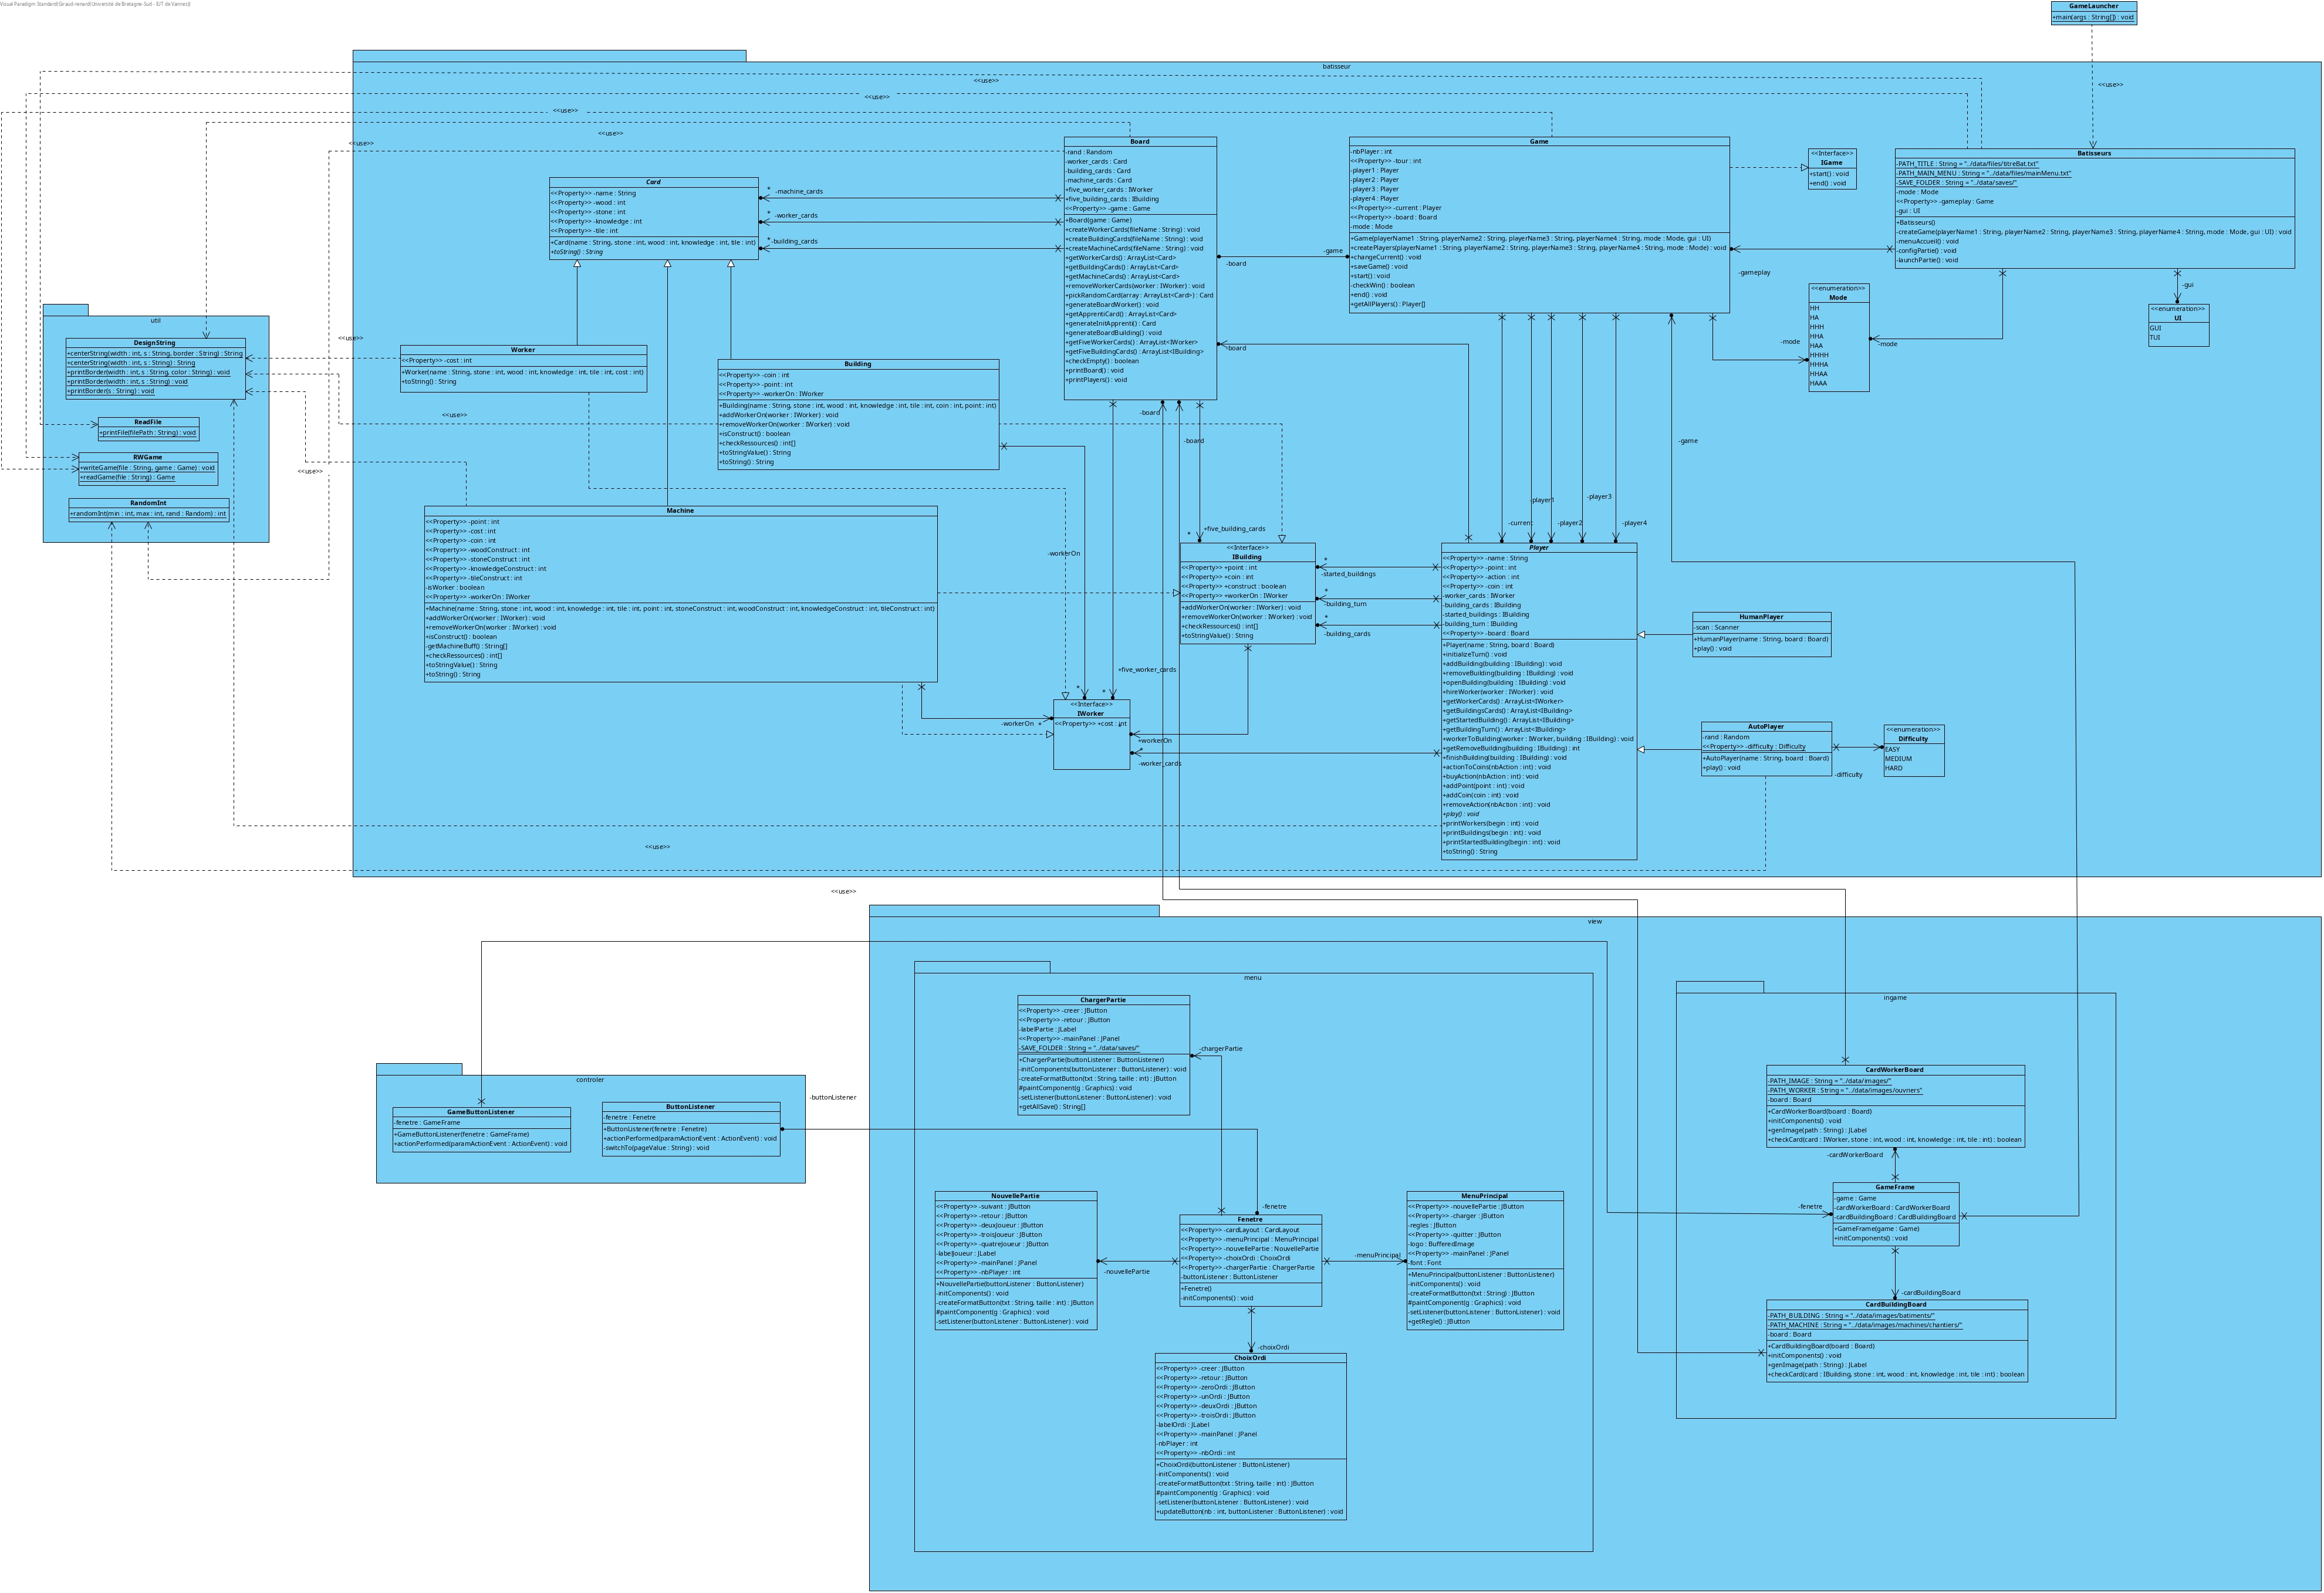 Visual Paradigm Standard(Giraud-renard(Université de Bretagne-Sud - IUT de Vannes))
GameLauncher
+main(args : String[]) : void
<<use>>
batisseur
<<use>>
<<use>>
<<use>>
<<use>>
<<use>>
Board
-rand : Random
-worker_cards : Card
-building_cards : Card
-machine_cards : Card
+five_worker_cards : IWorker
+five_building_cards : IBuilding
<<Property>> -game : Game
+Board(game : Game)
+createWorkerCards(fileName : String) : void
+createBuildingCards(fileName : String) : void
+createMachineCards(fileName : String) : void
+getWorkerCards() : ArrayList<Card>
+getBuildingCards() : ArrayList<Card>
+getMachineCards() : ArrayList<Card>
+removeWorkerCards(worker : IWorker) : void
+pickRandomCard(array : ArrayList<Card>) : Card
+generateBoardWorker() : void
+getApprentiCard() : ArrayList<Card>
+generateInitApprenti() : Card
+generateBoardBuilding() : void
+getFiveWorkerCards() : ArrayList<IWorker>
+getFiveBuildingCards() : ArrayList<IBuilding>
+checkEmpty() : boolean
+printBoard() : void
+printPlayers() : void
Game
-nbPlayer : int
<<Property>> -tour : int
-player1 : Player
-player2 : Player
-player3 : Player
-player4 : Player
<<Property>> -current : Player
<<Property>> -board : Board
-mode : Mode
+Game(playerName1 : String, playerName2 : String, playerName3 : String, playerName4 : String, mode : Mode, gui : UI)
+createPlayers(playerName1 : String, playerName2 : String, playerName3 : String, playerName4 : String, mode : Mode) : void
+changeCurrent() : void
+saveGame() : void
+start() : void
-checkWin() : boolean
+end() : void
+getAllPlayers() : Player[]
<<Interface>>
IGame
+start() : void
+end() : void
Batisseurs
-PATH_TITLE : String = "../data/files/titreBat.txt"
-PATH_MAIN_MENU : String = "../data/files/mainMenu.txt"
-SAVE_FOLDER : String = "../data/saves/"
-mode : Mode
<<Property>> -gameplay : Game
-gui : UI
+Batisseurs()
-createGame(playerName1 : String, playerName2 : String, playerName3 : String, playerName4 : String, mode : Mode, gui : UI) : void
-menuAccueil() : void
-configPartie() : void
-launchPartie() : void
Card
<<Property>> -name : String
<<Property>> -wood : int
<<Property>> -stone : int
<<Property>> -knowledge : int
<<Property>> -tile : int
+Card(name : String, stone : int, wood : int, knowledge : int, tile : int)
+toString() : String
*
-machine_cards
*
-worker_cards
*
-building_cards
-game
-board
-gameplay
-gui
<<enumeration>>
Mode
HH
HA
HHH
HHA
HAA
HHHH
HHHA
HHAA
HAAA
-mode
-mode
<<enumeration>>
UI
GUI
TUI
util
DesignString
+centerString(width : int, s : String, border : String) : String
+centerString(width : int, s : String) : String
+printBorder(width : int, s : String, color : String) : void
+printBorder(width : int, s : String) : void
+printBorder(s : String) : void
ReadFile
+printFile(filePath : String) : void
RWGame
+writeGame(file : String, game : Game) : void
+readGame(file : String) : Game
RandomInt
+randomInt(min : int, max : int, rand : Random) : int
<<use>>
<<use>>
<<use>>
Worker
<<Property>> -cost : int
+Worker(name : String, stone : int, wood : int, knowledge : int, tile : int, cost : int)
+toString() : String
Building
<<Property>> -coin : int
<<Property>> -point : int
<<Property>> -workerOn : IWorker
+Building(name : String, stone : int, wood : int, knowledge : int, tile : int, coin : int, point : int)
+addWorkerOn(worker : IWorker) : void
+removeWorkerOn(worker : IWorker) : void
+isConstruct() : boolean
+checkRessources() : int[]
+toStringValue() : String
+toString() : String
-board
-board
-board
-game
Machine
<<Property>> -point : int
<<Property>> -cost : int
<<Property>> -coin : int
<<Property>> -woodConstruct : int
<<Property>> -stoneConstruct : int
<<Property>> -knowledgeConstruct : int
<<Property>> -tileConstruct : int
-isWorker : boolean
<<Property>> -workerOn : IWorker
+Machine(name : String, stone : int, wood : int, knowledge : int, tile : int, point : int, stoneConstruct : int, woodConstruct : int, knowledgeConstruct : int, tileConstruct : int)
+addWorkerOn(worker : IWorker) : void
+removeWorkerOn(worker : IWorker) : void
+isConstruct() : boolean
-getMachineBuff() : String[]
+checkRessources() : int[]
+toStringValue() : String
+toString() : String
-workerOn
*
+five_building_cards
-player1
-player3
-current
-player2
-player4
<<Interface>>
IBuilding
<<Property>> +point : int
<<Property>> +coin : int
<<Property>> +construct : boolean
<<Property>> +workerOn : IWorker
+addWorkerOn(worker : IWorker) : void
+removeWorkerOn(worker : IWorker) : void
+checkRessources() : int[]
+toStringValue() : String
*
-started_buildings
*
-building_turn
*
-building_cards
Player
<<Property>> -name : String
<<Property>> -point : int
<<Property>> -action : int
<<Property>> -coin : int
-worker_cards : IWorker
-building_cards : IBuilding
-started_buildings : IBuilding
-building_turn : IBuilding
<<Property>> -board : Board
+Player(name : String, board : Board)
+initializeTurn() : void
+addBuilding(building : IBuilding) : void
+removeBuilding(building : IBuilding) : void
+openBuilding(building : IBuilding) : void
+hireWorker(worker : IWorker) : void
+getWorkerCards() : ArrayList<IWorker>
+getBuildingsCards() : ArrayList<IBuilding>
+getStartedBuilding() : ArrayList<IBuilding>
+getBuildingTurn() : ArrayList<IBuilding>
+workerToBuilding(worker : IWorker, building : IBuilding) : void
+getRemoveBuilding(building : IBuilding) : int
+finishBuilding(building : IBuilding) : void
+actionToCoins(nbAction : int) : void
+buyAction(nbAction : int) : void
+addPoint(point : int) : void
+addCoin(coin : int) : void
+removeAction(nbAction : int) : void
+play() : void
+printWorkers(begin : int) : void
+printBuildings(begin : int) : void
+printStartedBuilding(begin : int) : void
+toString() : String
HumanPlayer
-scan : Scanner
+HumanPlayer(name : String, board : Board)
+play() : void
AutoPlayer
-rand : Random
<<Property>> -difficulty : Difficulty
+AutoPlayer(name : String, board : Board)
+play() : void
-difficulty
<<enumeration>>
Difficulty
EASY
MEDIUM
HARD
+five_worker_cards
*
*
<<Interface>>
IWorker
<<Property>> +cost : int
-workerOn
*
*
+workerOn
*
-worker_cards
<<use>>
<<use>>
view
menu
ingame
ChargerPartie
<<Property>> -creer : JButton
<<Property>> -retour : JButton
-labelPartie : JLabel
<<Property>> -mainPanel : JPanel
-SAVE_FOLDER : String = "../data/saves/"
+ChargerPartie(buttonListener : ButtonListener)
-initComponents(buttonListener : ButtonListener) : void
-createFormatButton(txt : String, taille : int) : JButton
#paintComponent(g : Graphics) : void
-setListener(buttonListener : ButtonListener) : void
+getAllSave() : String[]
-chargerPartie
controler
GameButtonListener
-fenetre : GameFrame
+GameButtonListener(fenetre : GameFrame)
+actionPerformed(paramActionEvent : ActionEvent) : void
ButtonListener
-fenetre : Fenetre
+ButtonListener(fenetre : Fenetre)
+actionPerformed(paramActionEvent : ActionEvent) : void
-switchTo(pageValue : String) : void
-buttonListener
CardWorkerBoard
-PATH_IMAGE : String = "../data/images/"
-PATH_WORKER : String = "../data/images/ouvriers"
-board : Board
+CardWorkerBoard(board : Board)
+initComponents() : void
+genImage(path : String) : JLabel
+checkCard(card : IWorker, stone : int, wood : int, knowledge : int, tile : int) : boolean
-cardWorkerBoard
GameFrame
-game : Game
-cardWorkerBoard : CardWorkerBoard
-cardBuildingBoard : CardBuildingBoard
+GameFrame(game : Game)
+initComponents() : void
-fenetre
-cardBuildingBoard
CardBuildingBoard
-PATH_BUILDING : String = "../data/images/batiments/"
-PATH_MACHINE : String = "../data/images/machines/chantiers/"
-board : Board
+CardBuildingBoard(board : Board)
+initComponents() : void
+genImage(path : String) : JLabel
+checkCard(card : IBuilding, stone : int, wood : int, knowledge : int, tile : int) : boolean
NouvellePartie
<<Property>> -suivant : JButton
<<Property>> -retour : JButton
<<Property>> -deuxJoueur : JButton
<<Property>> -troisJoueur : JButton
<<Property>> -quatreJoueur : JButton
-labelJoueur : JLabel
<<Property>> -mainPanel : JPanel
<<Property>> -nbPlayer : int
+NouvellePartie(buttonListener : ButtonListener)
-initComponents() : void
-createFormatButton(txt : String, taille : int) : JButton
#paintComponent(g : Graphics) : void
-setListener(buttonListener : ButtonListener) : void
-nouvellePartie
-fenetre
Fenetre
<<Property>> -cardLayout : CardLayout
<<Property>> -menuPrincipal : MenuPrincipal
<<Property>> -nouvellePartie : NouvellePartie
<<Property>> -choixOrdi : ChoixOrdi
<<Property>> -chargerPartie : ChargerPartie
-buttonListener : ButtonListener
+Fenetre()
-initComponents() : void
-menuPrincipal
MenuPrincipal
<<Property>> -nouvellePartie : JButton
<<Property>> -charger : JButton
-regles : JButton
<<Property>> -quitter : JButton
-logo : BufferedImage
<<Property>> -mainPanel : JPanel
-font : Font
+MenuPrincipal(buttonListener : ButtonListener)
-initComponents() : void
-createFormatButton(txt : String) : JButton
#paintComponent(g : Graphics) : void
-setListener(buttonListener : ButtonListener) : void
+getRegle() : JButton
-choixOrdi
ChoixOrdi
<<Property>> -creer : JButton
<<Property>> -retour : JButton
<<Property>> -zeroOrdi : JButton
<<Property>> -unOrdi : JButton
<<Property>> -deuxOrdi : JButton
<<Property>> -troisOrdi : JButton
-labelOrdi : JLabel
<<Property>> -mainPanel : JPanel
-nbPlayer : int
<<Property>> -nbOrdi : int
+ChoixOrdi(buttonListener : ButtonListener)
-initComponents() : void
-createFormatButton(txt : String, taille : int) : JButton
#paintComponent(g : Graphics) : void
-setListener(buttonListener : ButtonListener) : void
+updateButton(nb : int, buttonListener : ButtonListener) : void